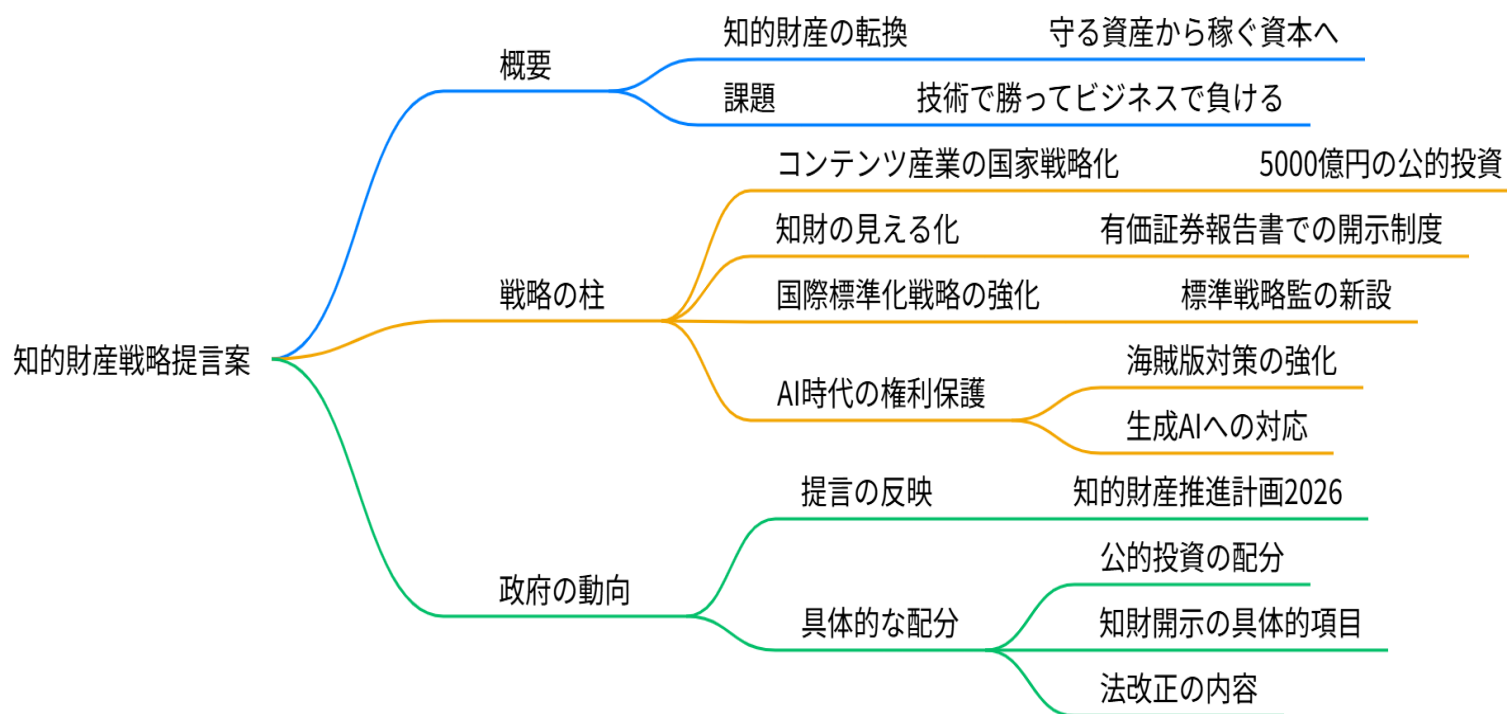 知的財産戦略提言案
概要
知的財産の転換
守る資産から稼ぐ資本へ
課題
技術で勝ってビジネスで負ける
戦略の柱
コンテンツ産業の国家戦略化
5000億円の公的投資
知財の見える化
有価証券報告書での開示制度
国際標準化戦略の強化
標準戦略監の新設
AI時代の権利保護
海賊版対策の強化
生成AIへの対応
政府の動向
提言の反映
知的財産推進計画2026
具体的な配分
公的投資の配分
知財開示の具体的項目
法改正の内容